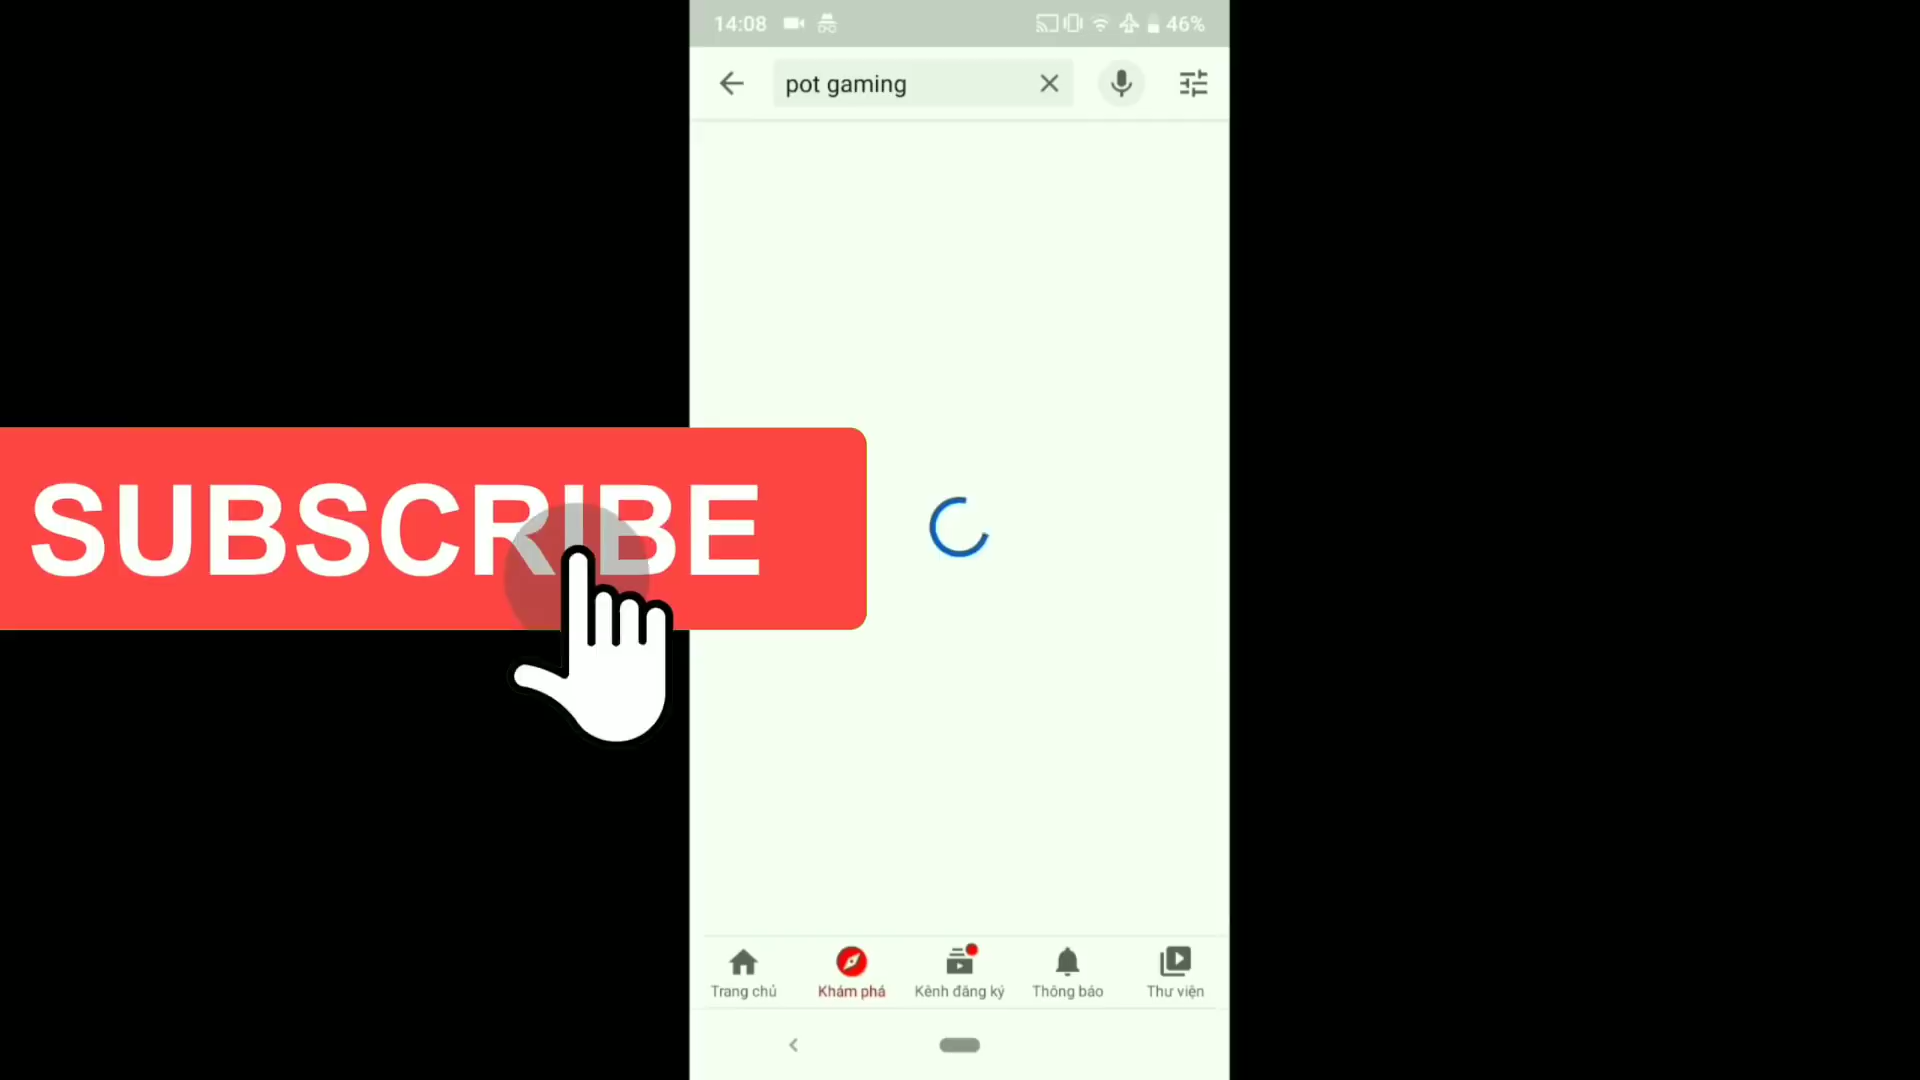 14:08
46%
pot gaming
SUBSCRIBE
Trang chủ
Khám phá
Kênh đăng ký
Thông báo
Thư viện